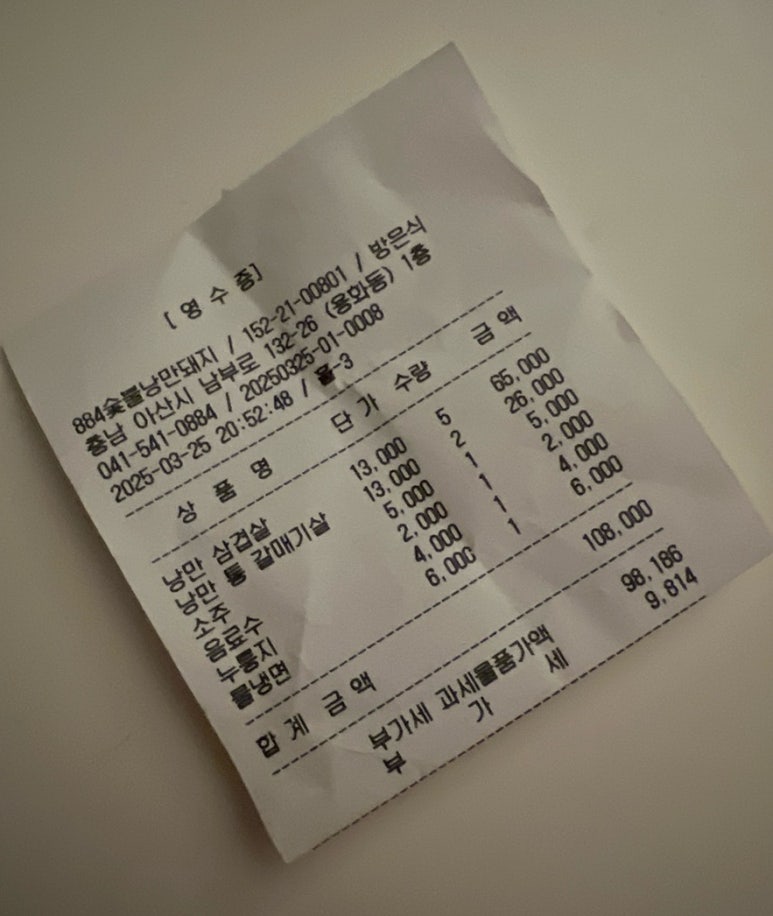 [ 영 수 증]
884숯불낭만돼지 / 152-21-00801 / 방은식
충남 아산시 남부로 132-26 (용화동) 1층
041-541-0884 / 20250325-01-0008
2025-03-25 20:52:48 / 홀-3
상 품 명 단 가 수량 금 액
낭만 삼겹살 13,000 5 65,000
낭만 통 갈매기살 13,000 2 26,000
소주 5,000 1 5,000
음료수 2,000 1 2,000
누룽지 4,000 1 4,000
물냉면 6,000 1 6,000
합 계 금 액 108,000
부가세 과세물품가액 98,186
부 가 세 9,814